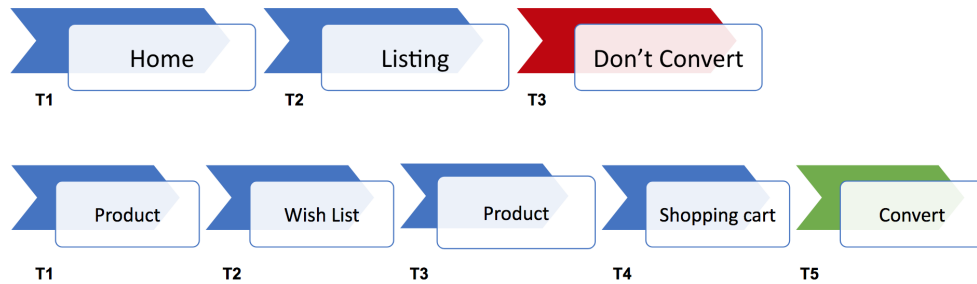 Home
Listing
Don’t Convert
T1
T2
T3
Product
Wish List
Product
Shopping cart
Convert
T1
T2
T3
T4
T5